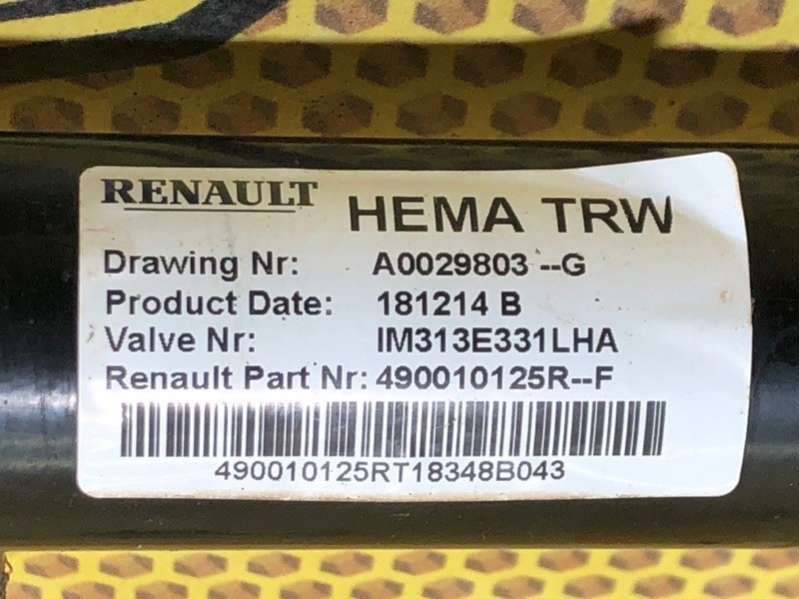 RENAULT HEMA TRW
Drawing Nr: A0029803 --G
Product Date: 181214 B
Valve Nr: IM313E331LHA
Renault Part Nr: 490010125R--F
490010125RT18348B043